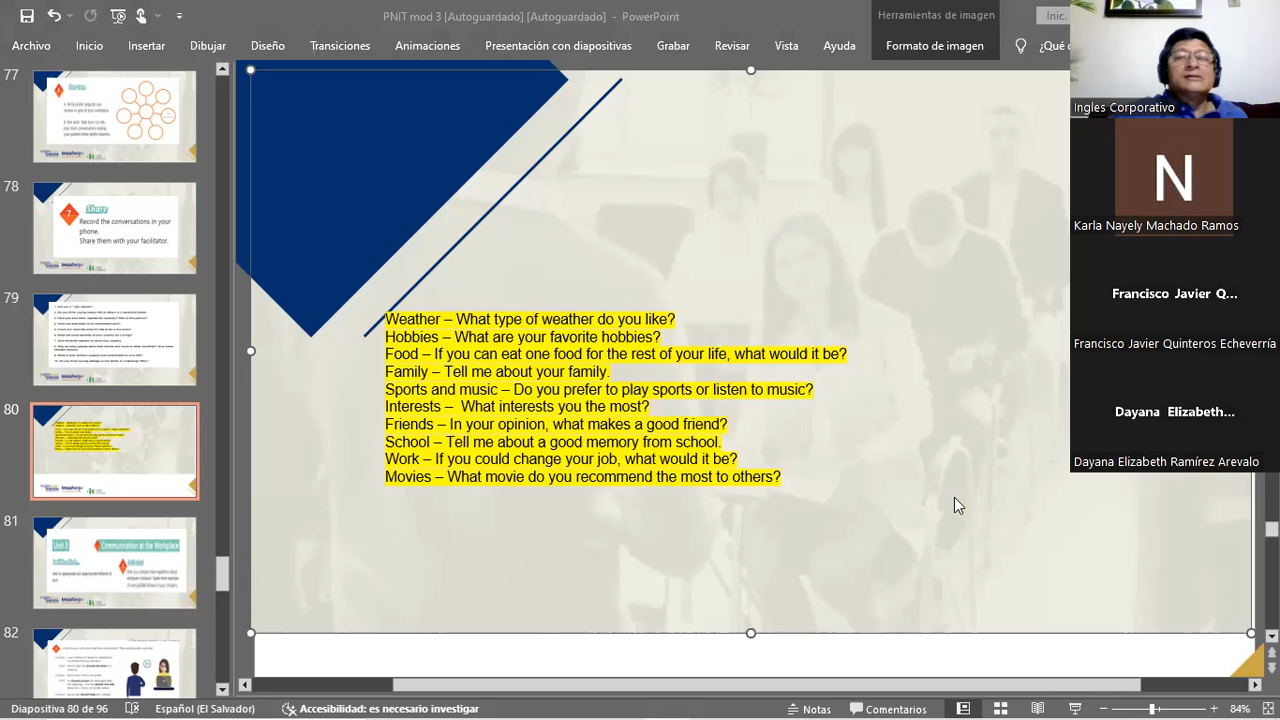 PNIT mod 3 [Autoguardado] [Autoguardado] - PowerPoint
Herramientas de imagen
Inic.
Archivo Inicio Insertar Dibujar Diseño Transiciones Animaciones Presentación con diapositivas Grabar Revisar Vista Ayuda Formato de imagen ¿Qué
77
78
7. Share
Record the conversations in your
phone.
Share them with your facilitator.
79
80
81
Unit 3 Communication at the Workplace
82
Weather – What type of weather do you like?
Hobbies – What are your favorite hobbies?
Food – If you can eat one food for the rest of your life, what would it be?
Family – Tell me about your family.
Sports and music – Do you prefer to play sports or listen to music?
Interests – What interests you the most?
Friends – In your opinion, what makes a good friend?
School – Tell me about a good memory from school.
Work – If you could change your job, what would it be?
Movies – What movie do you recommend the most to others?
Ingles Corporativo
N
Karla Nayely Machado Ramos
Francisco Javier Q...
Francisco Javier Quinteros Echeverría
Dayana Elizabeth...
Dayana Elizabeth Ramírez Arevalo
Diapositiva 80 de 96 Español (El Salvador) Accesibilidad: es necesario investigar Notas Comentarios 84%